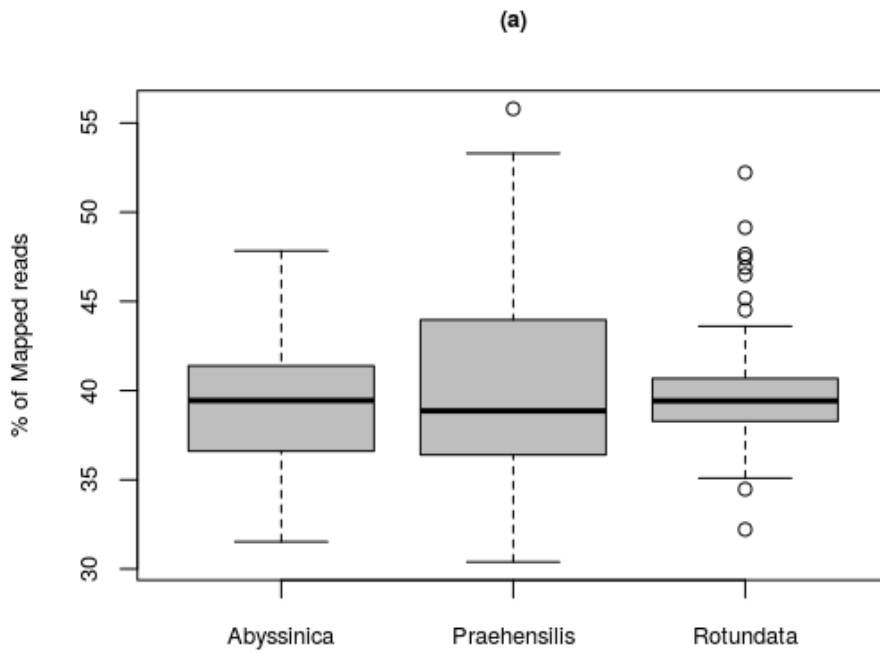 (a)
% of Mapped reads
55
50
45
40
35
30
Abyssinica
Praehensilis
Rotundata